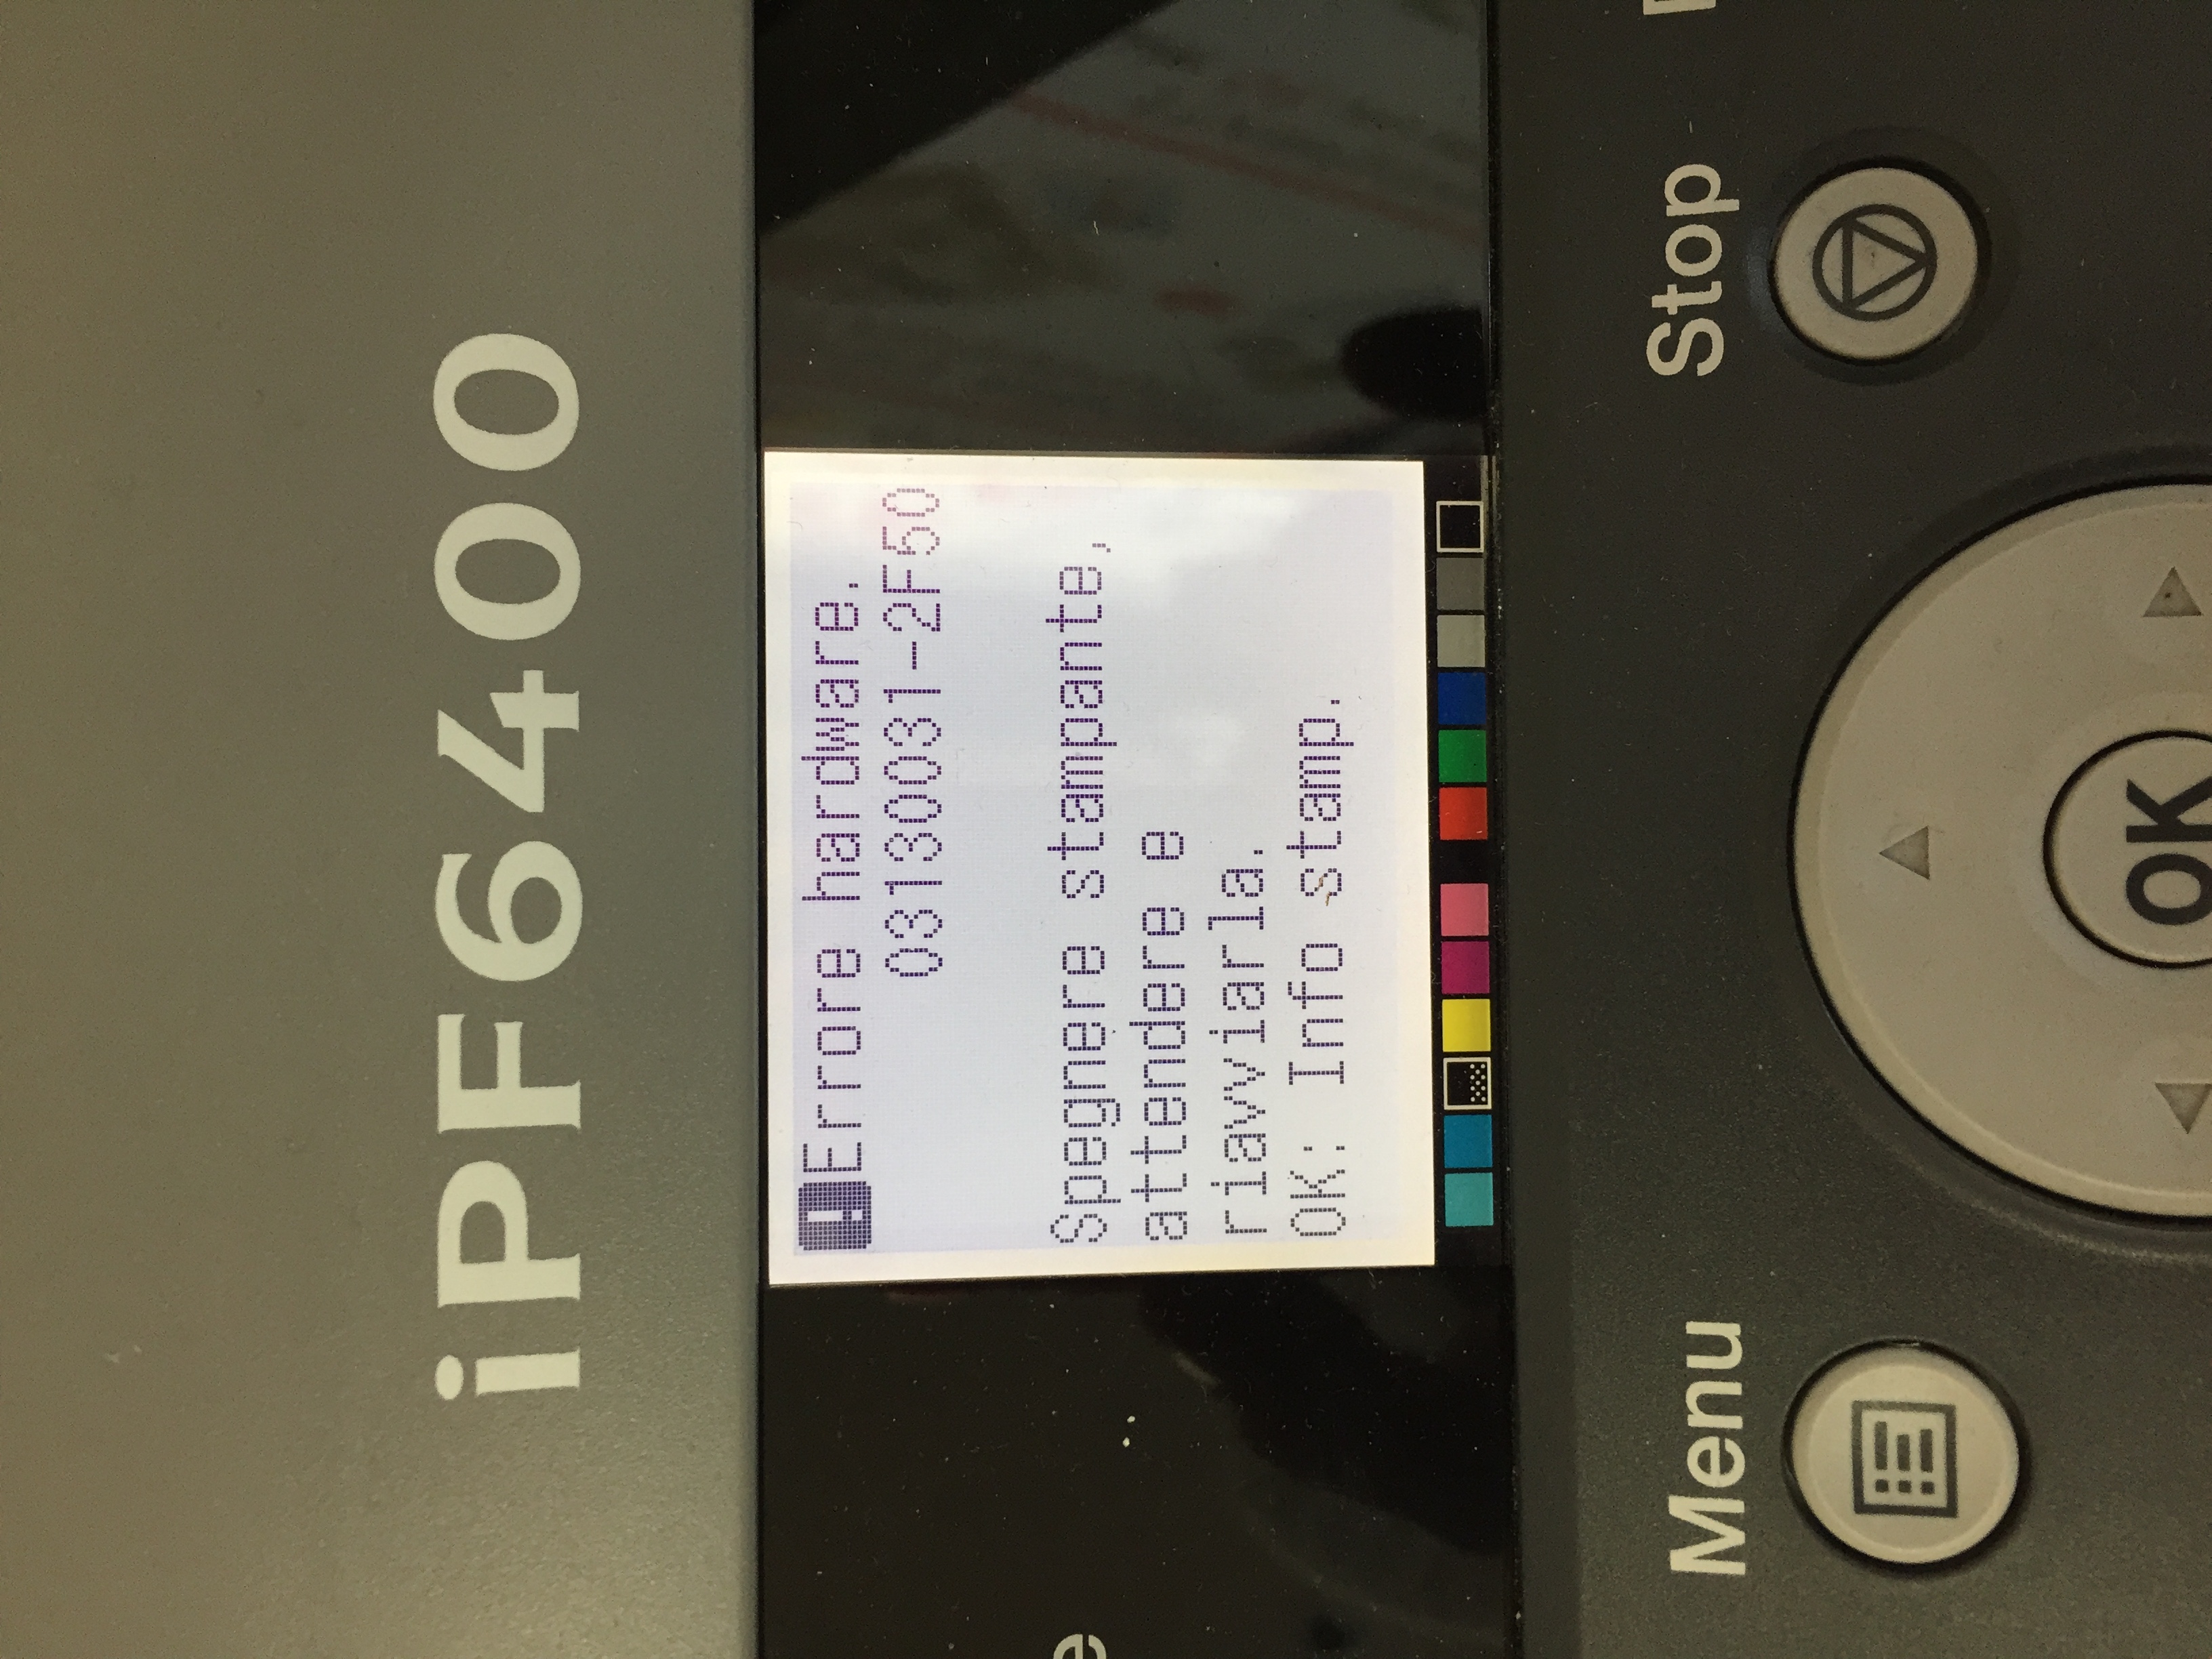 iPF6400
Errore hardware.
03130031-2F50
Spegnere stampante,
attendere e
riavviarla.
OK: Info stamp.
Menu
OK
Stop